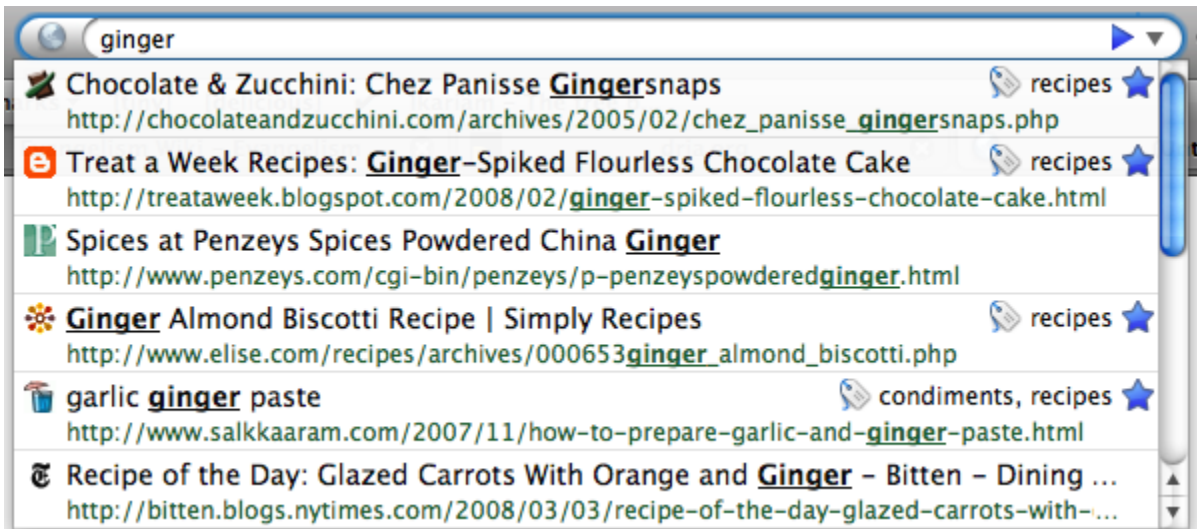 ginger
Chocolate & Zucchini: Chez Panisse Gingersnaps recipes
http://chocolateandzucchini.com/archives/2005/02/chez_panisse_gingersnaps.php
Treat a Week Recipes: Ginger-Spiked Flourless Chocolate Cake recipes
http://treataweek.blogspot.com/2008/02/ginger-spiked-flourless-chocolate-cake.html
Spices at Penzeys Spices Powdered China Ginger
http://www.penzeys.com/cgi-bin/penzeys/p-penzeyspowderedginger.html
Ginger Almond Biscotti Recipe | Simply Recipes recipes
http://www.elise.com/recipes/archives/000653ginger_almond_biscotti.php
garlic ginger paste condiments, recipes
http://www.salkkaaram.com/2007/11/how-to-prepare-garlic-and-ginger-paste.html
Recipe of the Day: Glazed Carrots With Orange and Ginger – Bitten – Dining ...
http://bitten.blogs.nytimes.com/2008/03/03/recipe-of-the-day-glazed-carrots-with-...